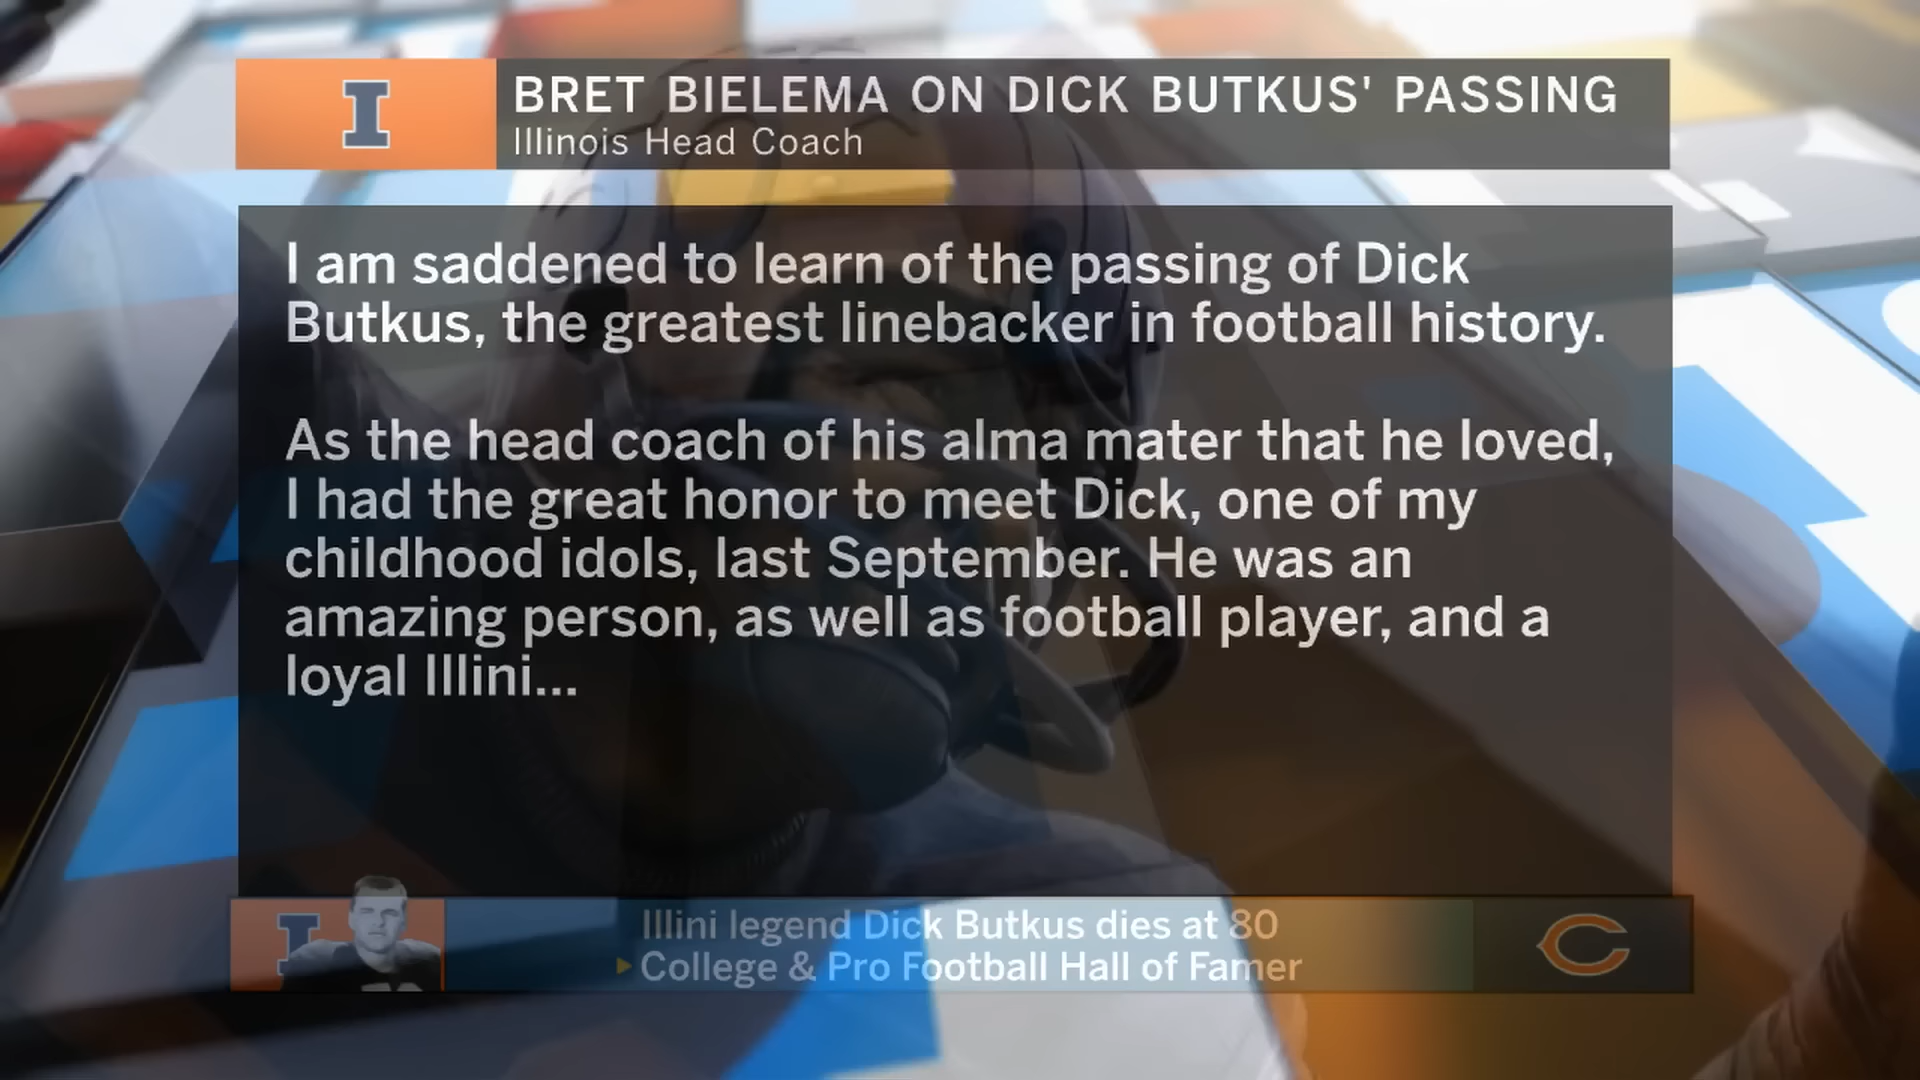 I
BRET BIELEMA ON DICK BUTKUS' PASSING
Illinois Head Coach
I am saddened to learn of the passing of Dick
Butkus, the greatest linebacker in football history.
As the head coach of his alma mater that he loved,
I had the great honor to meet Dick, one of my
childhood idols, last September. He was an
amazing person, as well as football player, and a
loyal Illini...
I
Illini legend Dick Butkus dies at 80
College & Pro Football Hall of Famer
C